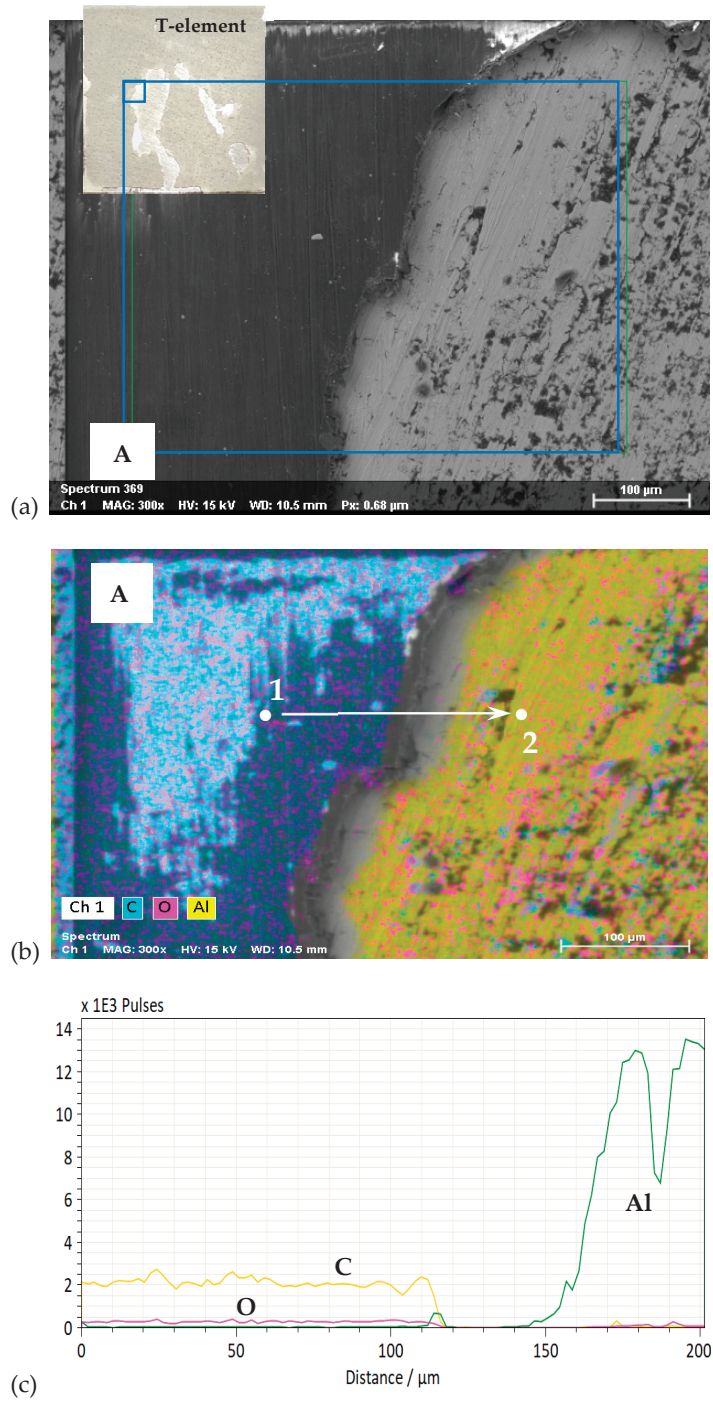 T-element
A
Spectrum 369
Ch 1 MAG: 300x HV: 15 kV WD: 10.5 mm Px: 0.68 µm
100 µm
(a)
A
1
2
Ch 1 C O Al
Spectrum
Ch 1 MAG: 300x HV: 15 kV WD: 10.5 mm
100 µm
(b)
x 1E3 Pulses
14
12
10
8
6
4
2
0
Al
C
O
0 50 100 150 200
Distance / µm
(c)